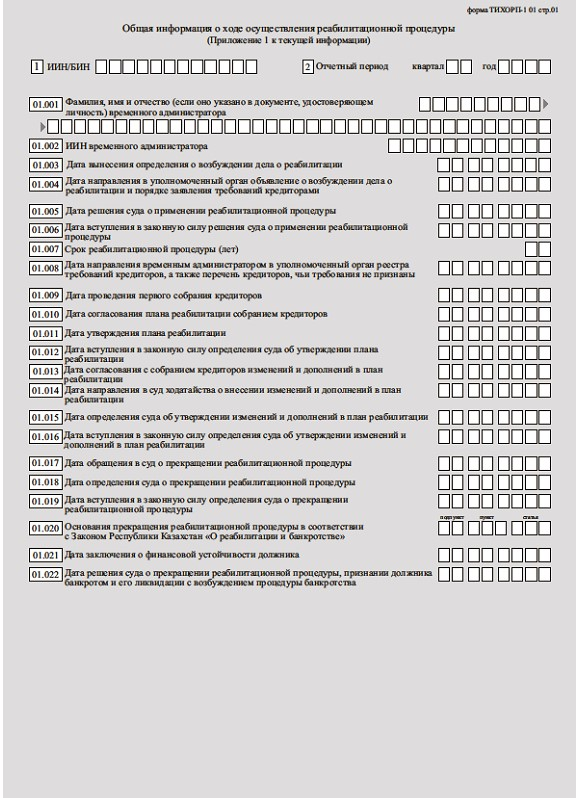 форма ТИХОРП-1 01 стр.01
Общая информация о ходе осуществления реабилитационной процедуры
(Приложение 1 к текущей информации)
1 ИИН/БИН 2 Отчетный период квартал год
01.001 Фамилия, имя и отчество (если оно указано в документе, удостоверяющем
личность) временного администратора
01.002 ИИН временного администратора
01.003 Дата вынесения определения о возбуждении дела о реабилитации
01.004 Дата направления в уполномоченный орган объявление о возбуждении дела о
реабилитации и порядке заявления требований кредиторами
01.005 Дата решения суда о применении реабилитационной процедуры
01.006 Дата вступления в законную силу решения суда о применении реабилитационной
процедуры
01.007 Срок реабилитационной процедуры (лет)
01.008 Дата направления временным администратором в уполномоченный орган реестра
требований кредиторов, а также перечень кредиторов, чьи требования не признаны
01.009 Дата проведения первого собрания кредиторов
01.010 Дата согласования плана реабилитации собранием кредиторов
01.011 Дата утверждения плана реабилитации
01.012 Дата вступления в законную силу определения суда об утверждении плана
реабилитации
01.013 Дата согласования с собранием кредиторов изменений и дополнений в план
реабилитации
01.014 Дата направления в суд ходатайства о внесении изменений и дополнений в план
реабилитации
01.015 Дата определения суда об утверждении изменений и дополнений в план реабилитации
01.016 Дата вступления в законную силу определения суда об утверждении изменений и
дополнений в план реабилитации
01.017 Дата обращения в суд о прекращении реабилитационной процедуры
01.018 Дата определения суда о прекращении реабилитационной процедуры
01.019 Дата вступления в законную силу определения суда о прекращении
реабилитационной процедуры
подпункт пункт статья
01.020 Основания прекращения реабилитационной процедуры в соответствии
с Законом Республики Казахстан «О реабилитации и банкротстве»
01.021 Дата заключения о финансовой устойчивости должника
01.022 Дата решения суда о прекращении реабилитационной процедуры, признании должника
банкротом и его ликвидации с возбуждением процедуры банкротства